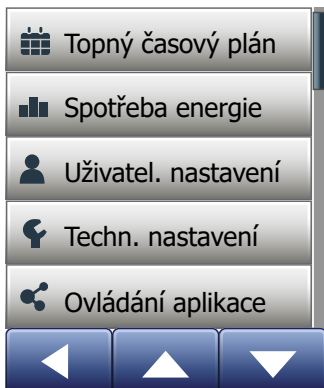 Topný časový plán
Spotřeba energie
Uživatel. nastavení
Techn. nastavení
Ovládání aplikace